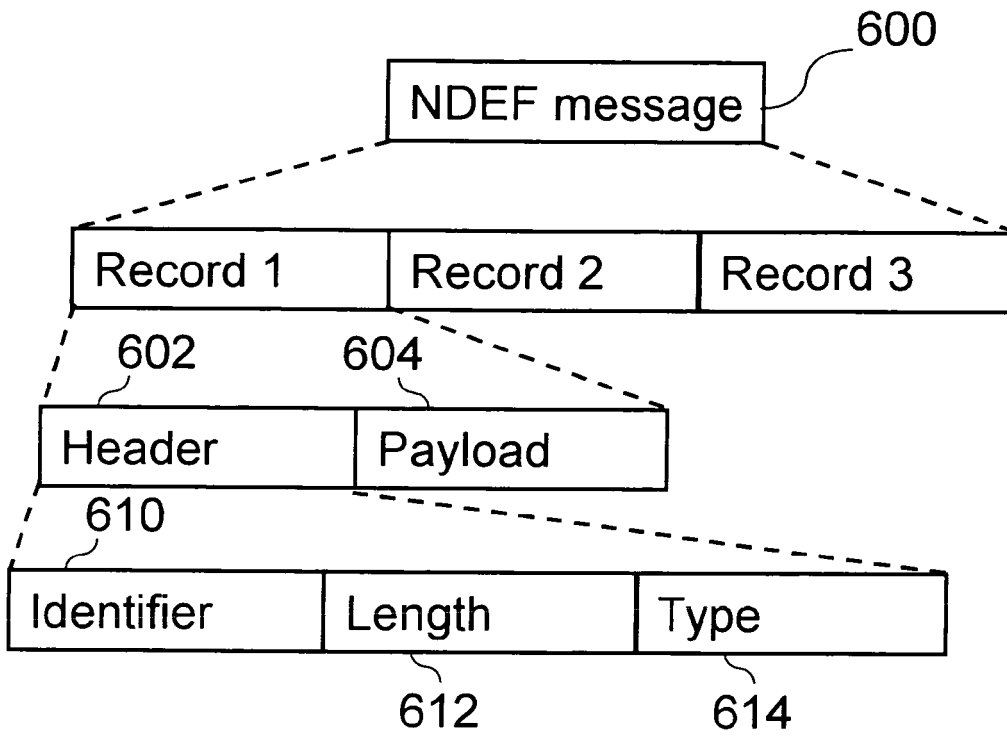 600
NDEF message
Record 1 Record 2 Record 3
602 604
Header Payload
610
Identifier Length Type
612 614